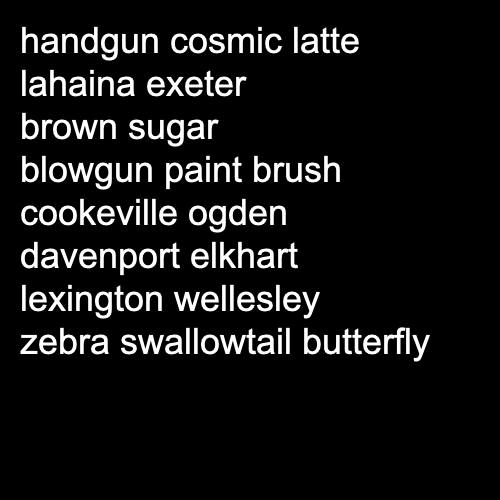 handgun cosmic latte
lahaina exeter
brown sugar
blowgun paint brush
cookeville ogden
davenport elkhart
lexington wellesley
zebra swallowtail butterfly